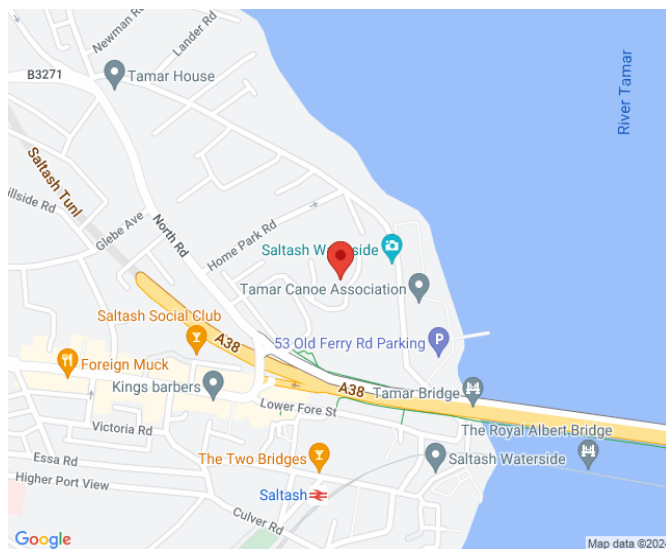 Newman Rd
Lander Rd
B3271
Tamar House
River Tamar
Saltash Tunl
illside Rd
Glebe Ave
North Rd
Home Park Rd
Saltash Waterside
Tamar Canoe Association
Saltash Social Club
A38
53 Old Ferry Rd Parking
Foreign Muck
Kings barbers
A38
Tamar Bridge
Lower Fore St
Victoria Rd
The Royal Albert Bridge
Essa Rd
The Two Bridges
Saltash Waterside
Higher Port View
Saltash
Culver Rd
Google
Map data ©2024